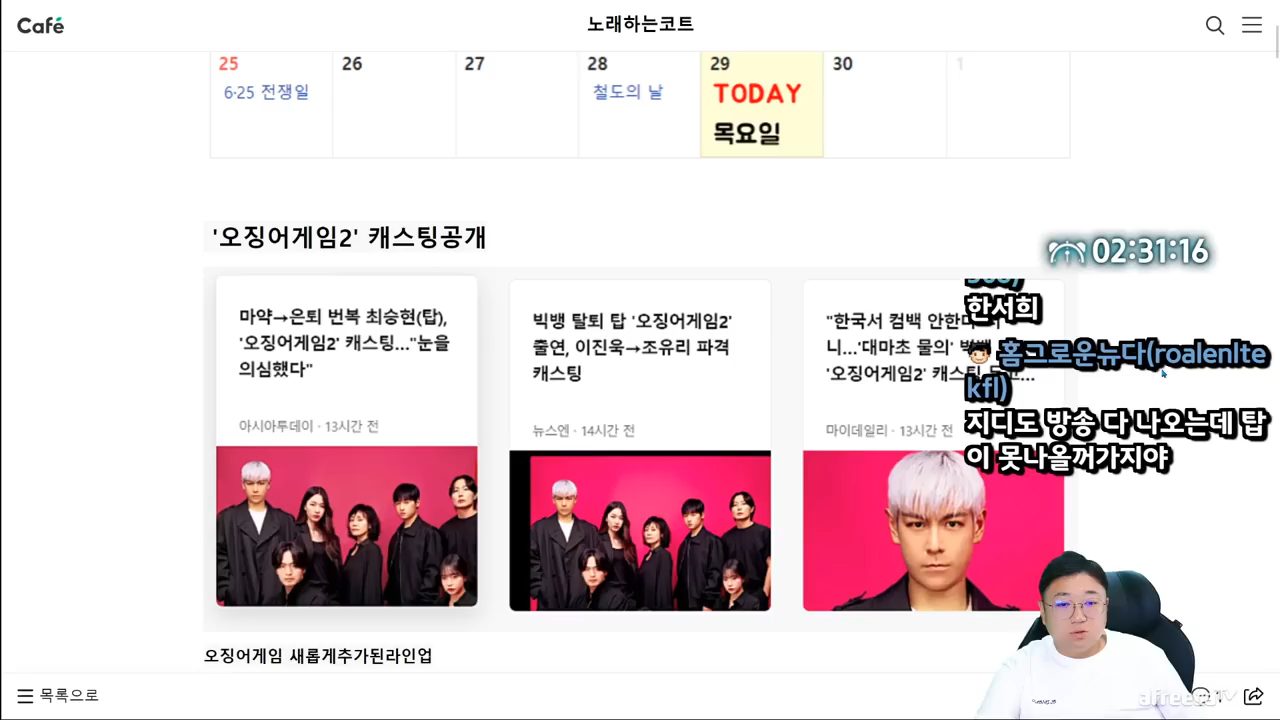 Café
노래하는코트
25
26
27
28
29
30
1
6·25 전쟁일
철도의 날
TODAY
목요일
'오징어게임2' 캐스팅공개
02:31:16
마약→은퇴 번복 최승현(탑),
'오징어게임2' 캐스팅..."눈을
의심했다"
아시아투데이 · 13시간 전
빅뱅 탈퇴 탑 '오징어게임2'
출연, 이진욱→조유리 파격
캐스팅
뉴스엔 · 14시간 전
"한국서 컴백 안한다
니...'대마초 물의' 빅뱅
'오징어게임2' 캐스팅
마이데일리 · 13시간 전
한서희
홈그로운뉴다(roalenlte
kfl)
지디도 방송 다 나오는데 탑
이 못나올꺼가지야
오징어게임 새롭게추가된라인업
목록으로
afreecaTV